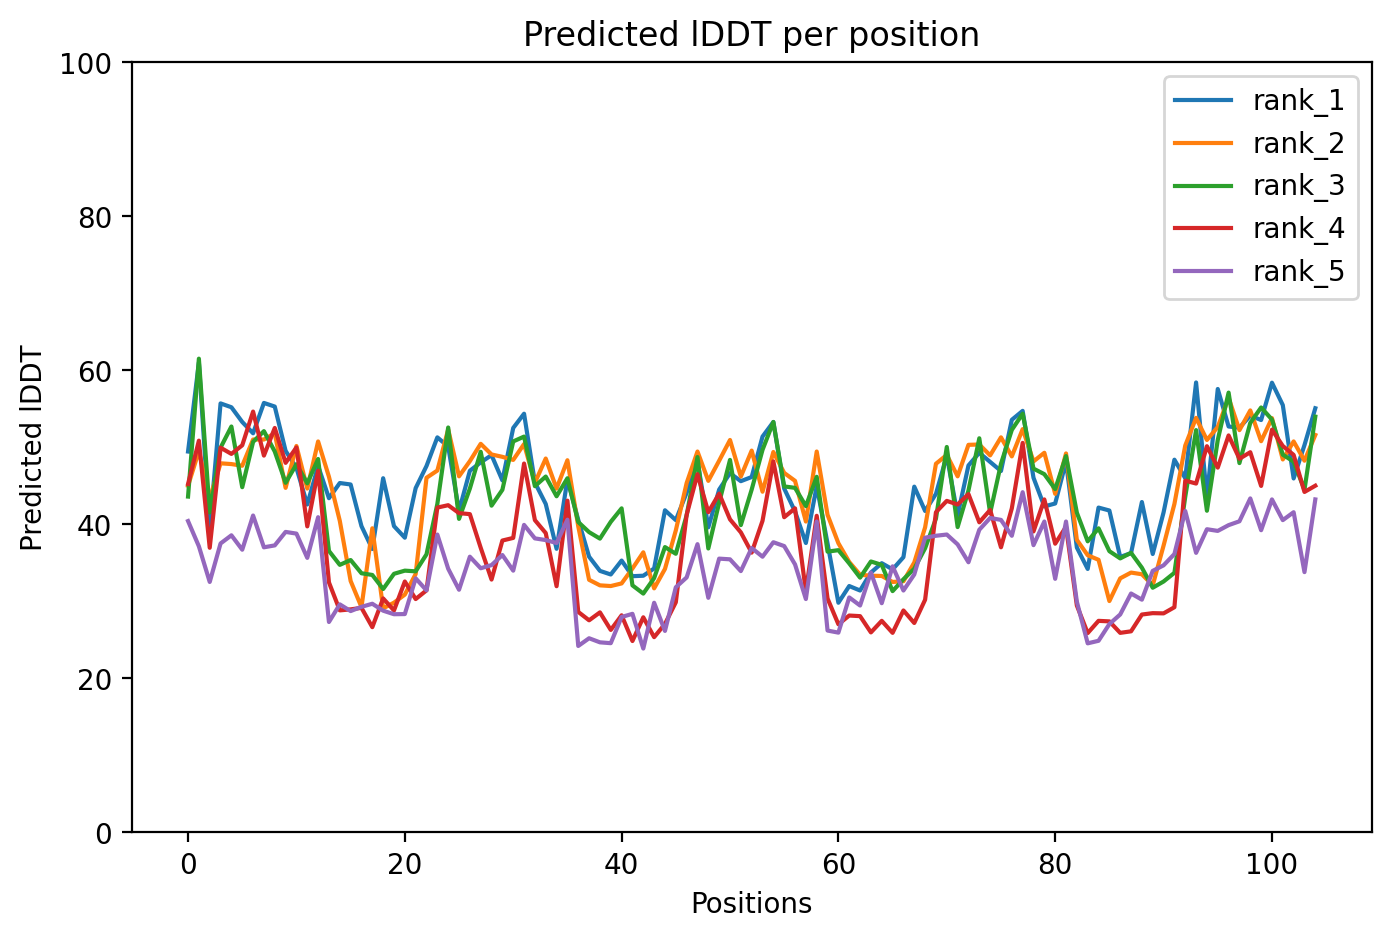 Predicted lDDT per position
100
80
60
40
20
0
Predicted lDDT
0 20 40 60 80 100
Positions
rank_1
rank_2
rank_3
rank_4
rank_5